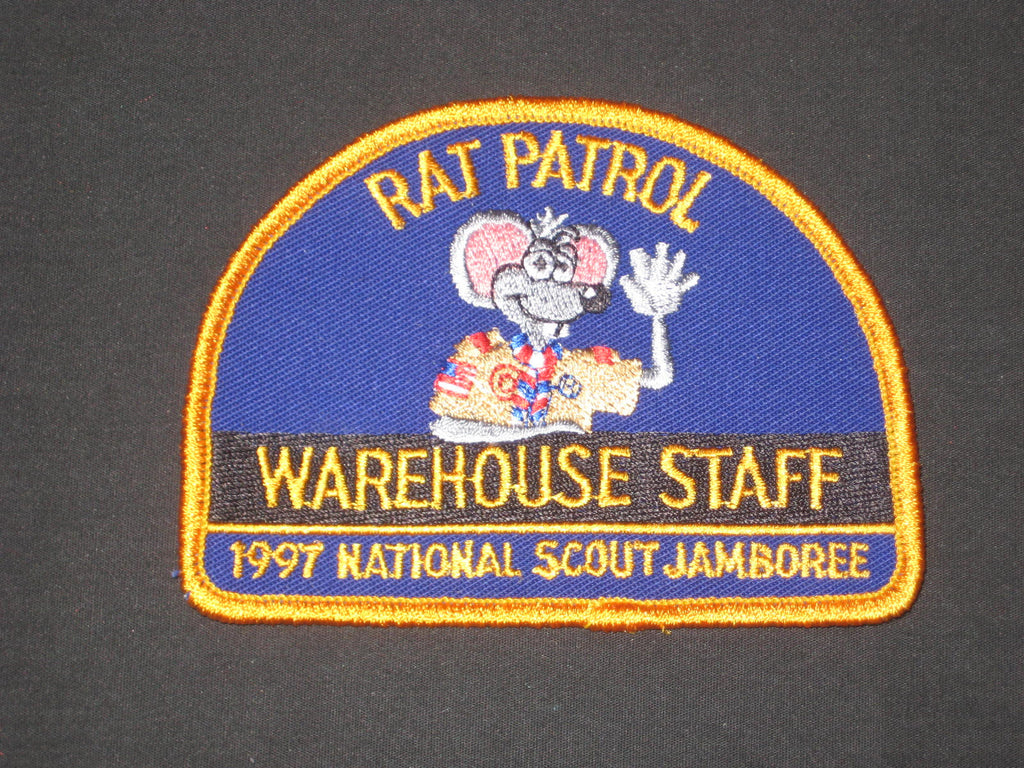 RAT PATROL
WAREHOUSE STAFF
1997 NATIONAL SCOUT JAMBOREE